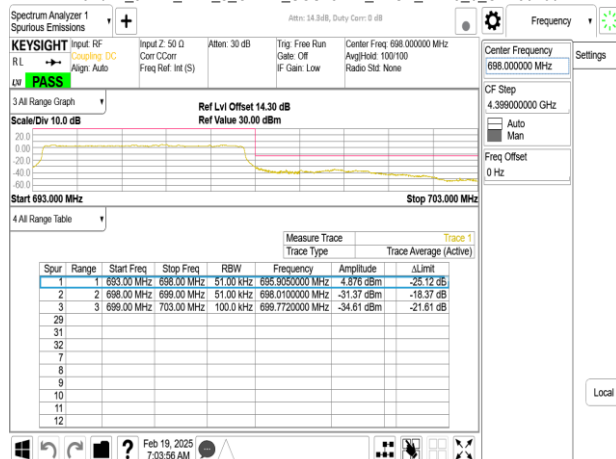 Spectrum Analyzer 1
Spurious Emissions
Attn: 14.3dB, Duty Corr: 0 dB
Frequency
KEYSIGHT
RL
PASS
Input: RF
Coupling: DC
Align: Auto
Input Z: 50 Ω
Corr CCorr
Freq Ref: Int (S)
Atten: 30 dB
Trig: Free Run
Gate: Off
IF Gain: Low
Center Freq: 698.000000 MHz
Avg|Hold: 100/100
Radio Std: None
Center Frequency
698.000000 MHz
Settings
CF Step
4.399000000 GHz
Auto
Man
Freq Offset
0 Hz
3 All Range Graph
Scale/Div 10.0 dB
Ref Lvl Offset 14.30 dB
Ref Value 30.00 dBm
20.0
0.00
-20.0
-40.0
-60.0
Start 693.000 MHz
Stop 703.000 MHz
4 All Range Table
Measure Trace Trace 1
Trace Type Trace Average (Active)
Spur Range Start Freq Stop Freq RBW Frequency Amplitude ΔLimit
1 1 693.00 MHz 698.00 MHz 51.00 kHz 695.9050000 MHz 4.876 dBm -25.12 dB
2 2 698.00 MHz 699.00 MHz 51.00 kHz 698.0100000 MHz -31.37 dBm -18.37 dB
3 3 699.00 MHz 703.00 MHz 100.0 kHz 699.7720000 MHz -34.61 dBm -21.61 dB
29
31
32
7
8
9
10
11
12
Local
?
Feb 19, 2025
7:03:56 AM